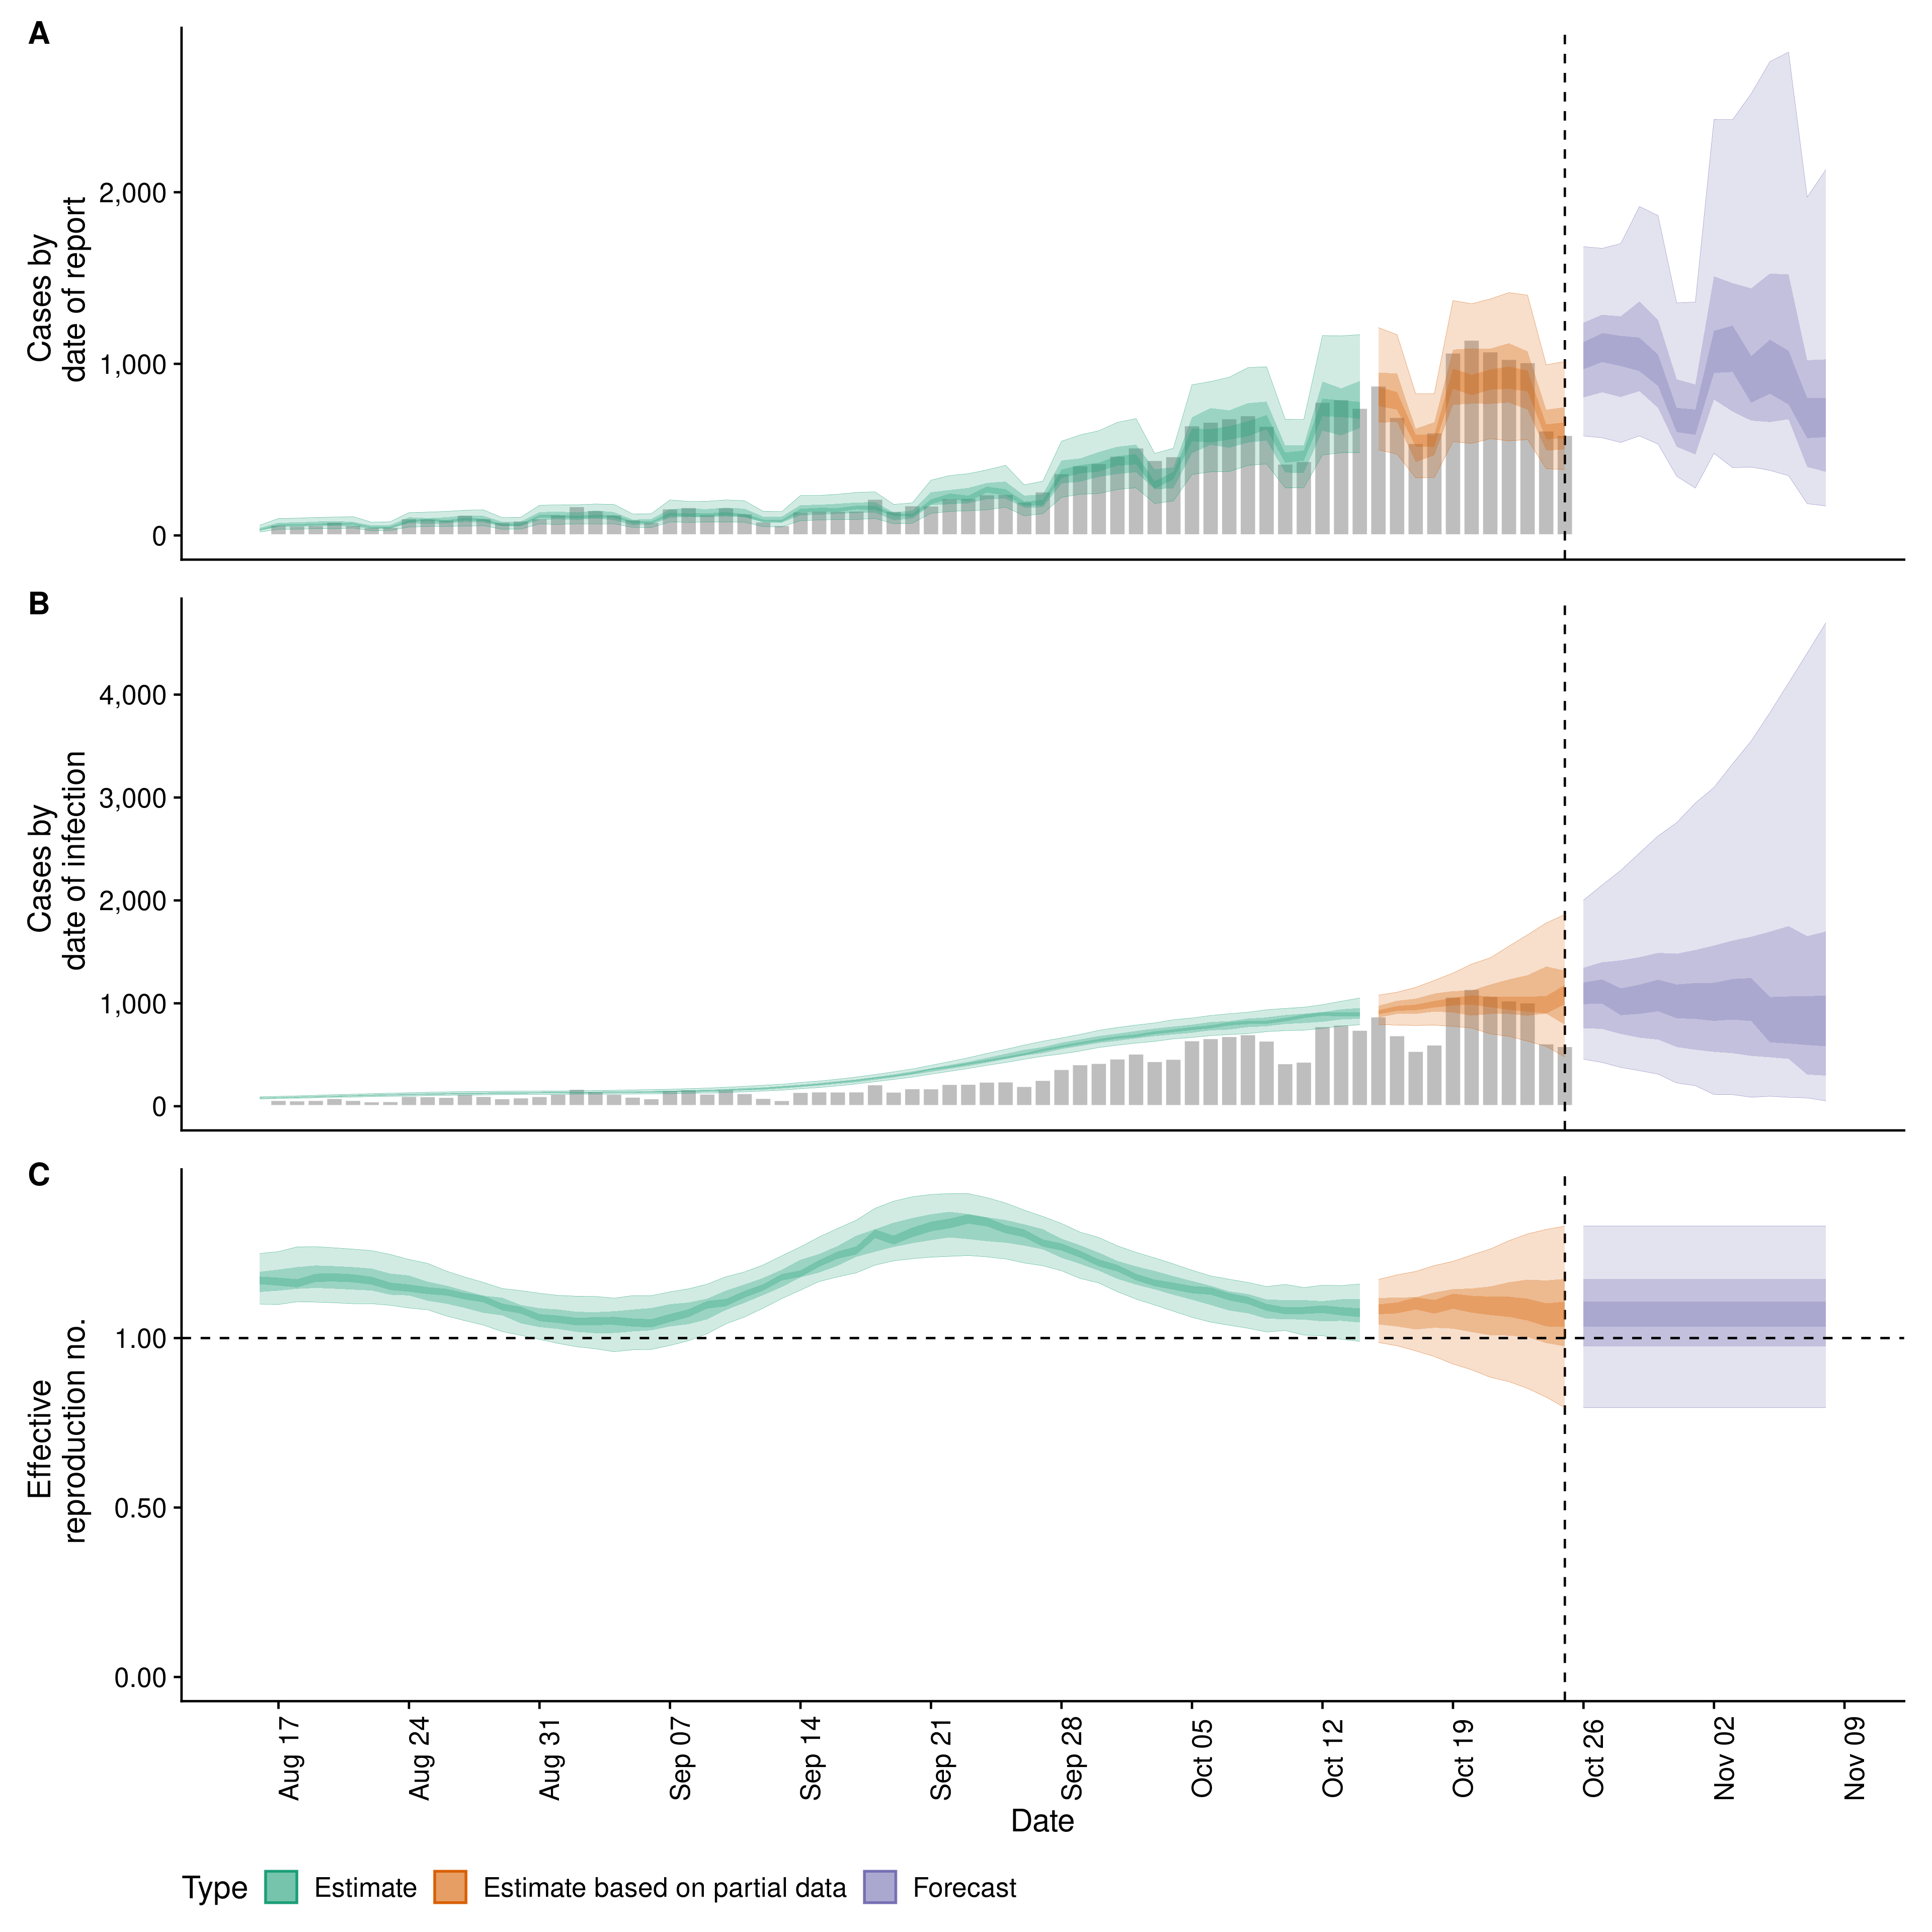 A
Cases by
date of report
2,000
1,000
0
B
Cases by
date of infection
4,000
3,000
2,000
1,000
0
C
Effective
reproduction no.
1.00
0.50
0.00
Aug 17
Aug 24
Aug 31
Sep 07
Sep 14
Sep 21
Sep 28
Oct 05
Oct 12
Oct 19
Oct 26
Nov 02
Nov 09
Date
Type Estimate Estimate based on partial data Forecast